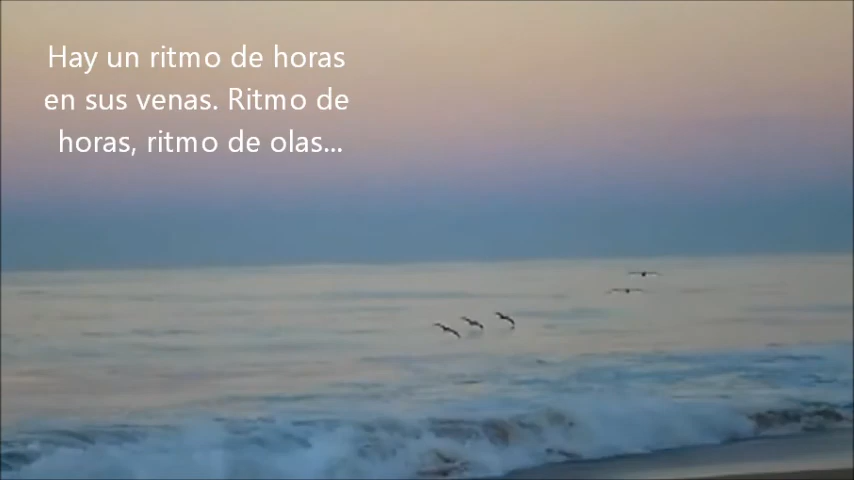 Hay un ritmo de horas
en sus venas. Ritmo de
horas, ritmo de olas...